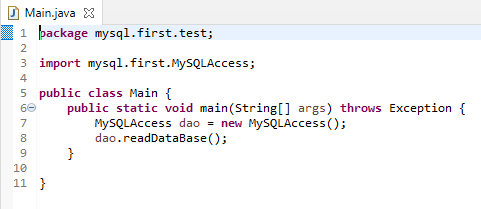 Main.java
1 package mysql.first.test;
2
3 import mysql.first.MySQLAccess;
4
5 public class Main {
6 public static void main(String[] args) throws Exception {
7 MySQLAccess dao = new MySQLAccess();
8 dao.readDataBase();
9 }
10
11 }